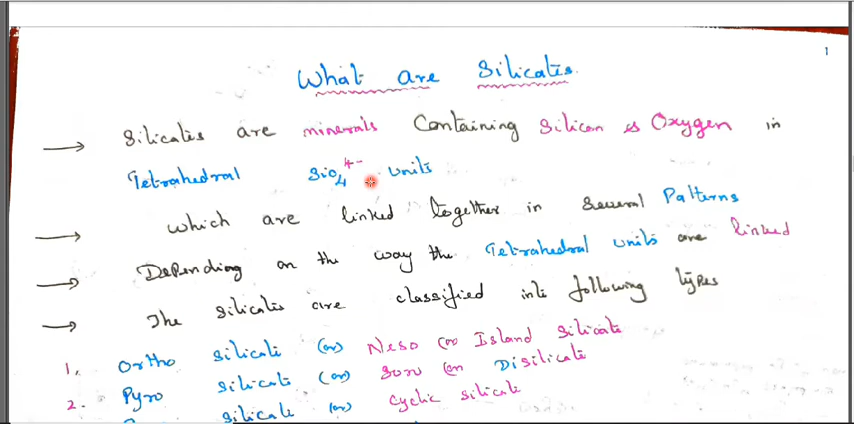 1
What are Silicates.
→ Silicates are minerals Containing Silicon & Oxygen in
Tetrahedral SiO₄⁴⁻ Units
→ which are linked together in Several Patterns
→ Depending on the way the Tetrahedral units are linked
→ The silicates are classified into following types
1. Ortho silicate (or) Neso (or) Island silicate
2. Pyro silicate (or) Soro (or) Disilicate
silicate (or) cyclic silicate